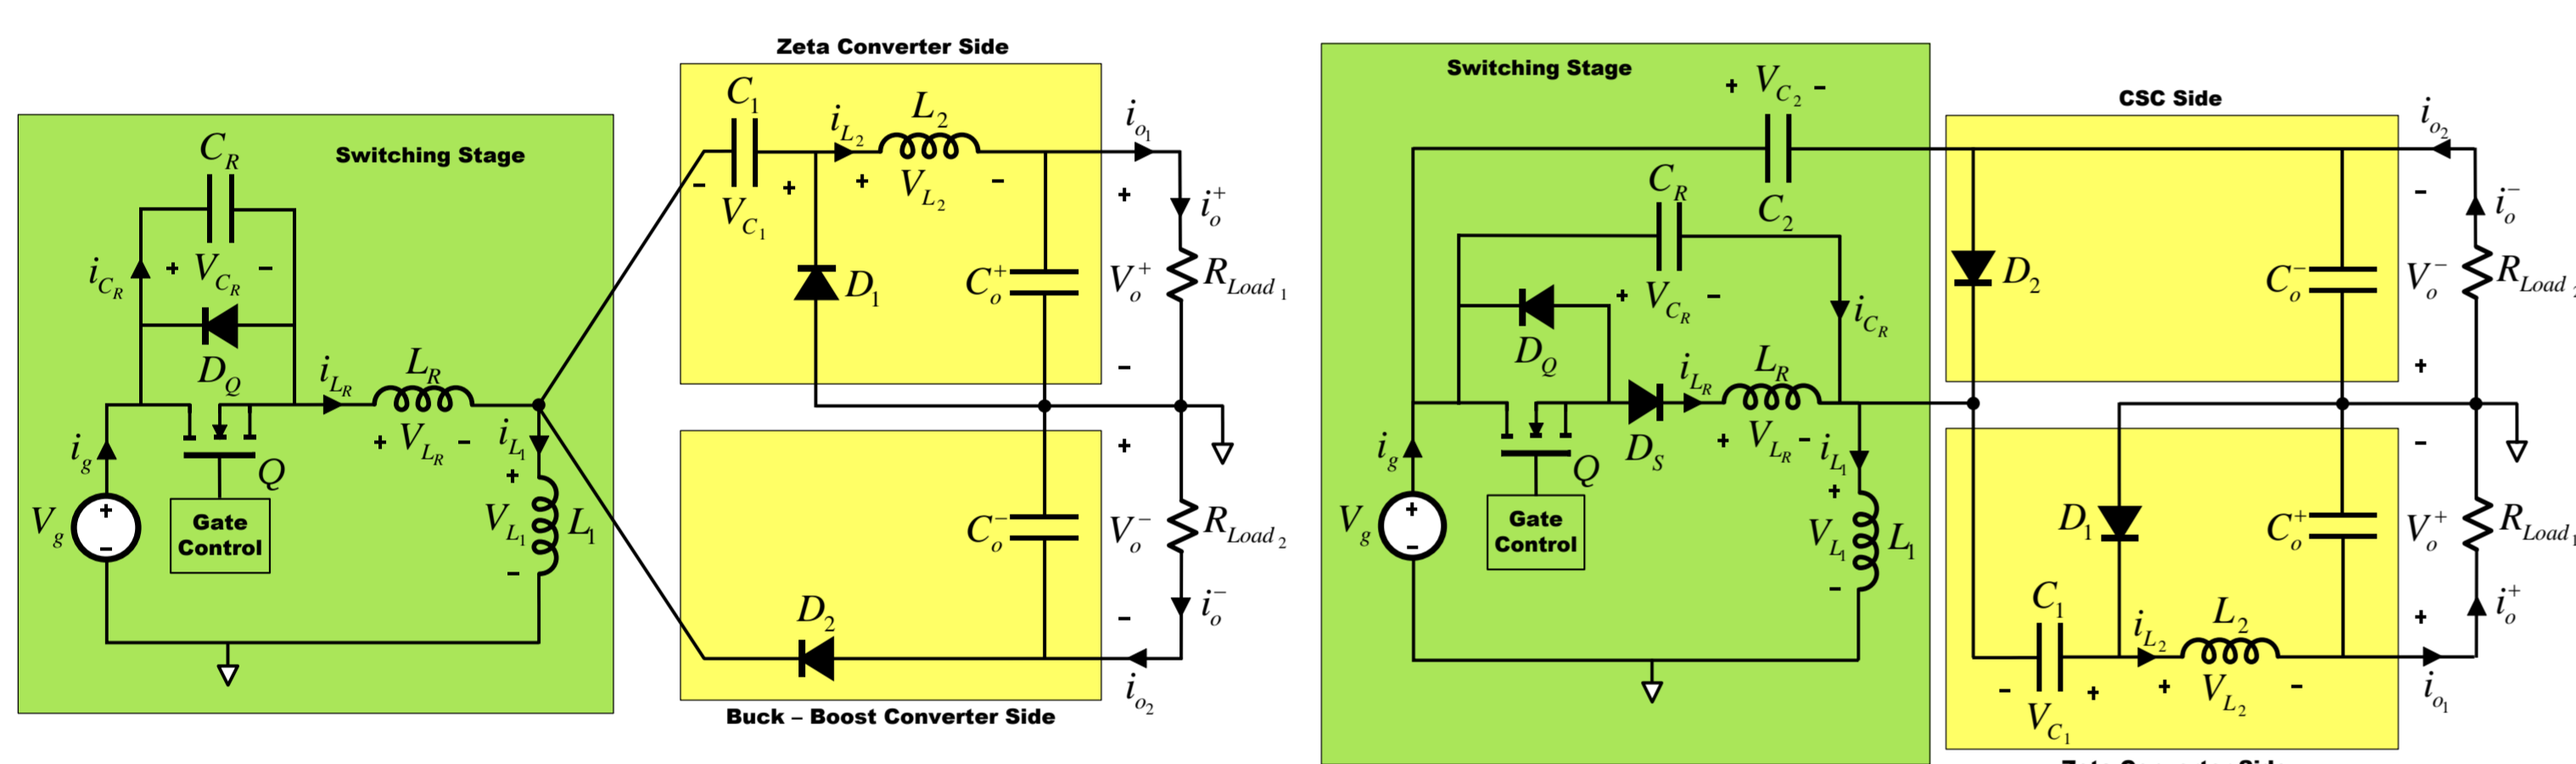 Zeta Converter Side
Switching Stage
C_R
i_{C_R}
+ V_{C_R} -
D_Q
i_{L_R}
L_R
+ V_{L_R} -
i_g
Q
V_g
+
-
Gate
Control
i_{L_1}
+
V_{L_1}
L_1
-
C_1
- V_{C_1} +
i_{L_2}
L_2
+ V_{L_2} -
D_1
C_o^+
i_{o_1}
+
V_o^+
-
i_o^+
R_{Load_1}
+
C_o^-
V_o^-
-
R_{Load_2}
i_o^-
D_2
i_{o_2}
Buck – Boost Converter Side
Switching Stage
+ V_{C_2} -
C_2
C_R
+ V_{C_R} -
i_{C_R}
D_Q
D_S
i_{L_R}
L_R
+ V_{L_R} -
i_g
Q
V_g
+
-
Gate
Control
i_{L_1}
+
V_{L_1}
L_1
-
CSC Side
i_{o_2}
D_2
C_o^-
-
V_o^-
+
i_o^-
R_{Load
D_1
C_o^+
-
V_o^+
+
R_{Load_1}
i_o^+
C_1
- V_{C_1} +
i_{L_2}
L_2
+ V_{L_2} -
i_{o_1}